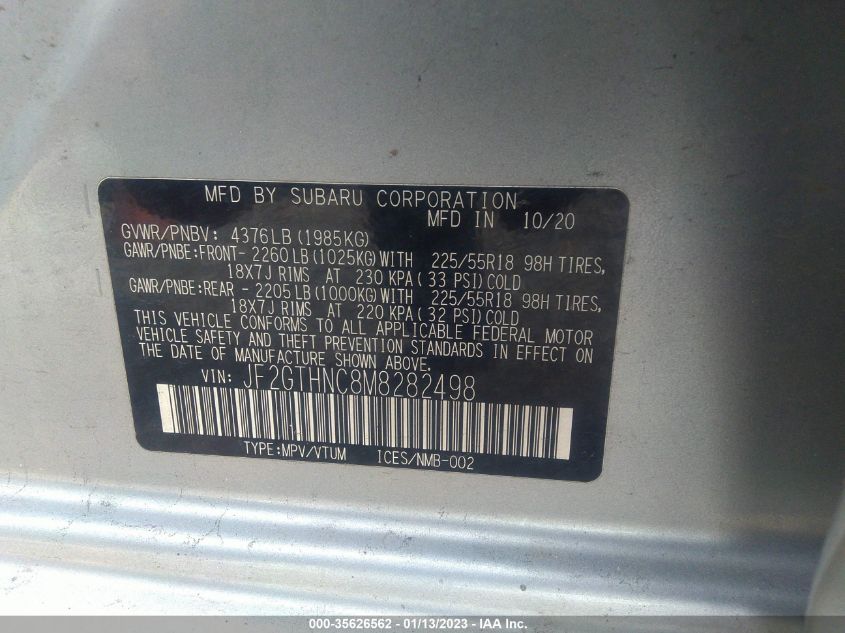 MFD BY SUBARU CORPORATION
MFD IN 10/20
GVWR/PNBV: 4376LB(1985KG)
GAWR/PNBE:FRONT- 2260LB(1025KG)WITH 225/55R18 98H TIRES,
18X7J RIMS AT 230 KPA(33 PSI)COLD
GAWR/PNBE:REAR - 2205LB(1000KG)WITH 225/55R18 98H TIRES,
18X7J RIMS AT 220 KPA(32 PSI)COLD
THIS VEHICLE CONFORMS TO ALL APPLICABLE FEDERAL MOTOR
VEHICLE SAFETY AND THEFT PREVENTION STANDARDS IN EFFECT ON
THE DATE OF MANUFACTURE SHOWN ABOVE.
VIN: JF2GTHNC8M8282498
TYPE:MPV/VTUM ICES/NMB-002
000-35626562 - 01/13/2023 - IAA Inc.